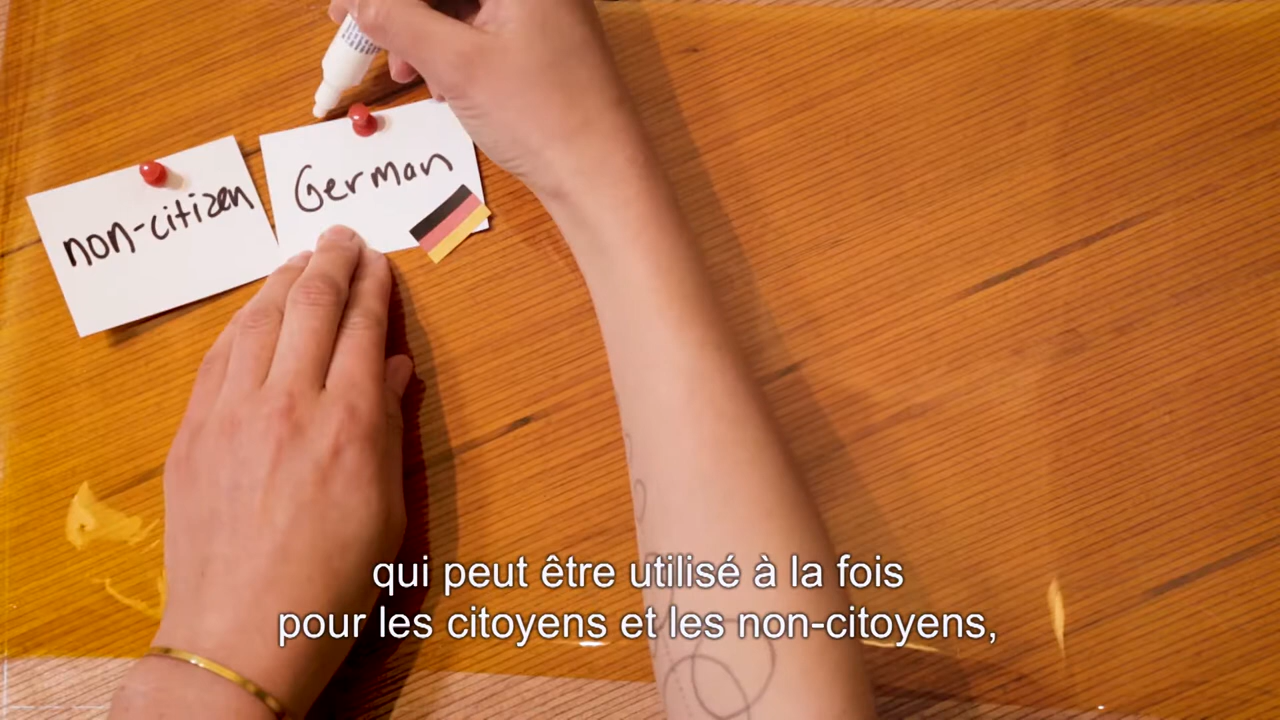 non-citizen
German
qui peut être utilisé à la fois
pour les citoyens et les non-citoyens,